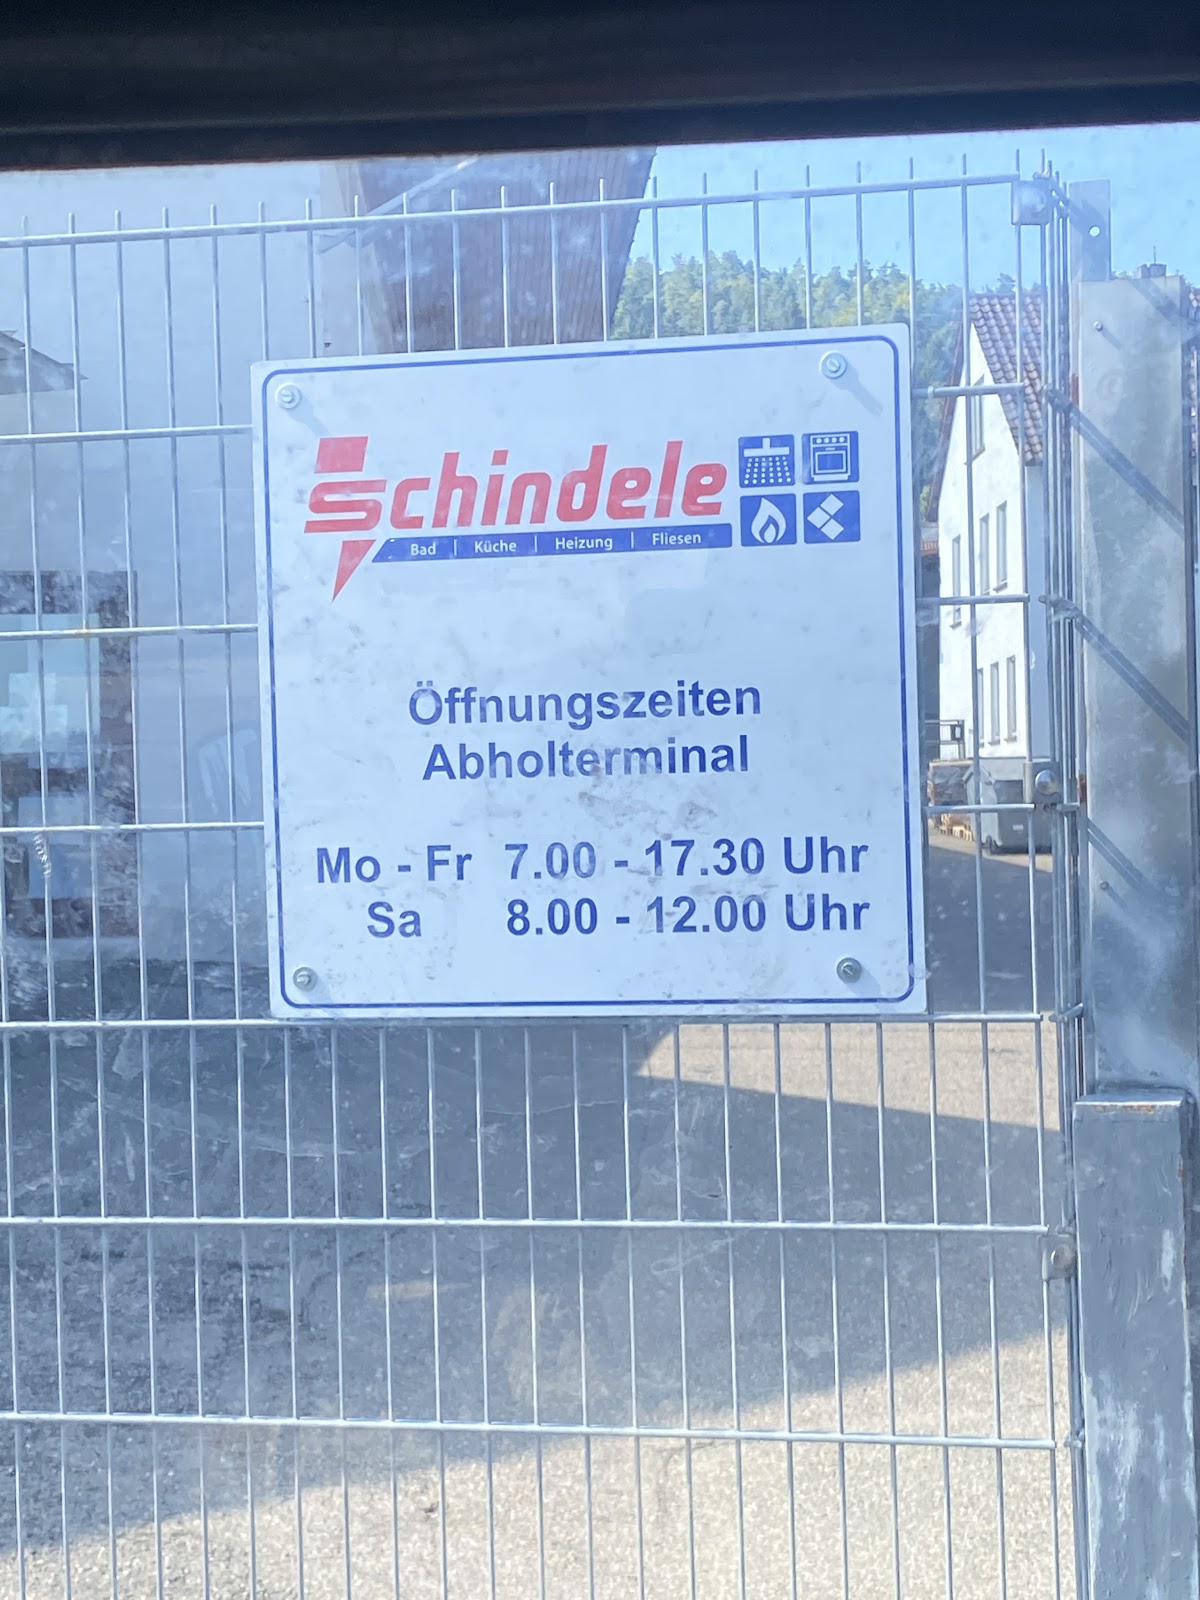 Schindele
Bad | Küche | Heizung | Fliesen
Öffnungszeiten
Abholterminal
Mo - Fr 7.00 - 17.30 Uhr
Sa 8.00 - 12.00 Uhr